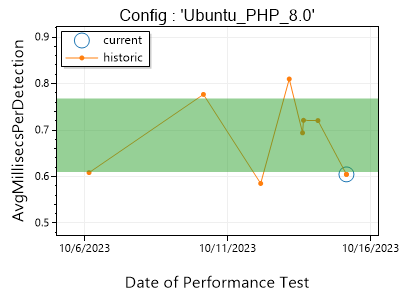 Config : 'Ubuntu_PHP_8.0'
current
historic
AvgMillisecsPerDetection
0.9
0.8
0.7
0.6
0.5
10/6/2023
10/11/2023
10/16/2023
Date of Performance Test